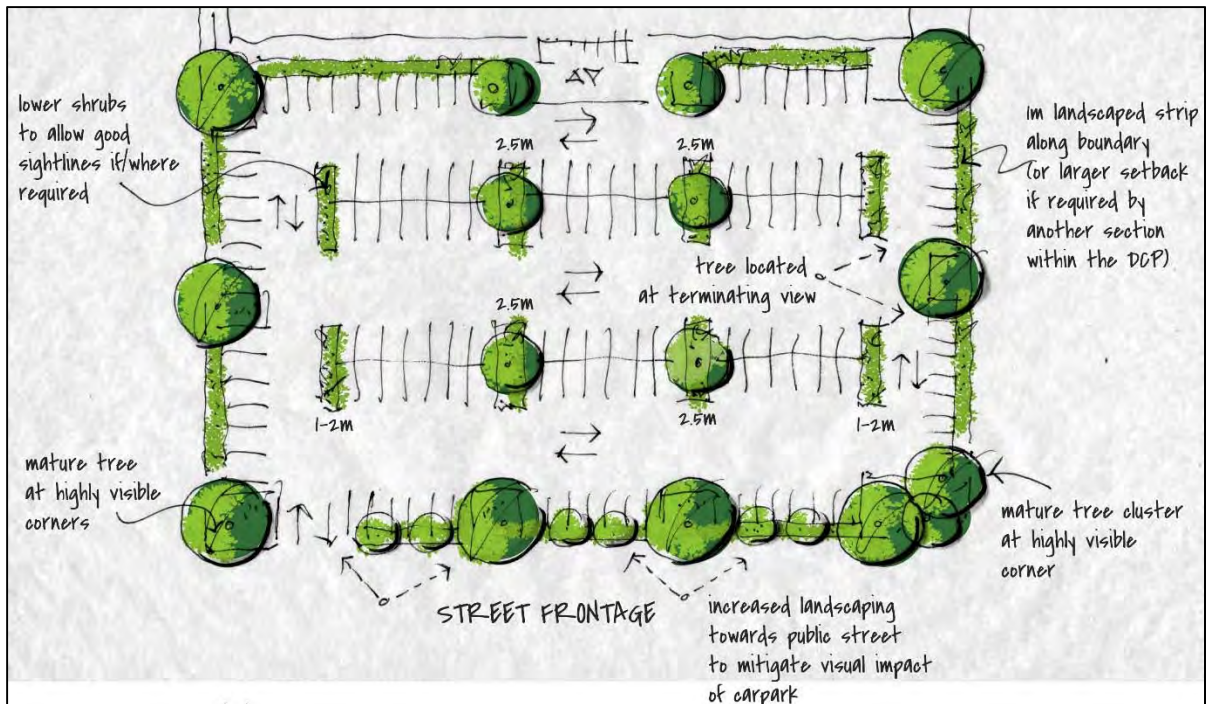 lower shrubs
to allow good
sightlines if/where
required
2.5m
2.5m
1m landscaped strip
along boundary
(or larger setback
if required by
another section
within the DCP)
tree located
at terminating view
2.5m
1-2m
2.5m
1-2m
mature tree
at highly visible
corners
mature tree cluster
at highly visible
corner
STREET FRONTAGE
increased landscaping
towards public street
to mitigate visual impact
of carpark